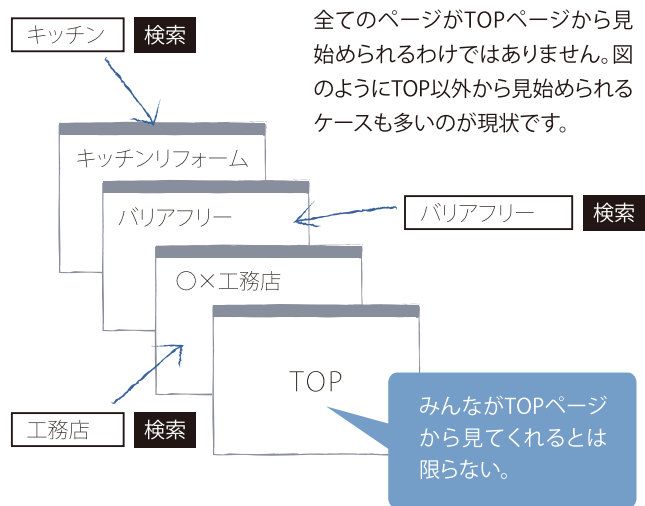 キッチン 検索
全てのページがTOPページから見
始められるわけではありません。図
のようにTOP以外から見始められる
ケースも多いのが現状です。
キッチンリフォーム
バリアフリー
バリアフリー 検索
〇×工務店
TOP
みんながTOPページ
から見てくれるとは
限らない。
工務店 検索